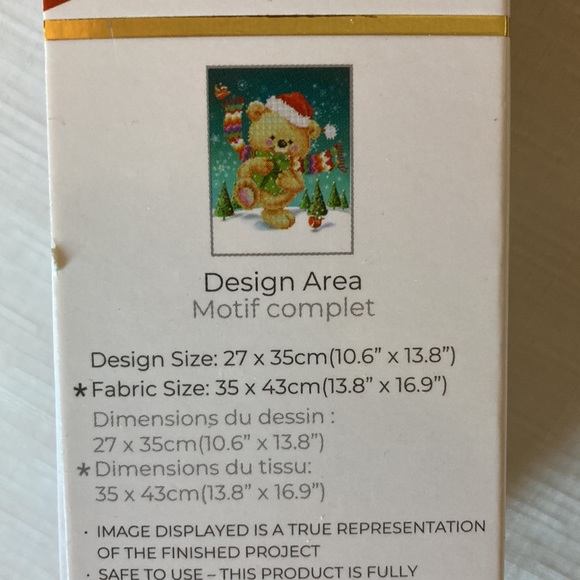 Design Area
Motif complet
Design Size: 27 x 35cm(10.6” x 13.8”)
*Fabric Size: 35 x 43cm(13.8” x 16.9”)
Dimensions du dessin :
27 x 35cm(10.6” x 13.8”)
*Dimensions du tissu:
35 x 43cm(13.8” x 16.9”)
· IMAGE DISPLAYED IS A TRUE REPRESENTATION
OF THE FINISHED PROJECT
· SAFE TO USE – THIS PRODUCT IS FULLY